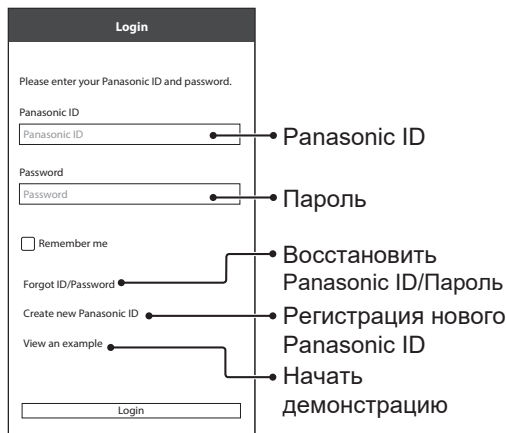 Login
Please enter your Panasonic ID and password.
Panasonic ID
Panasonic ID
Panasonic ID
Password
Password
Пароль
Remember me
Forgot ID/Password
Восстановить
Panasonic ID/Пароль
Create new Panasonic ID
Регистрация нового
Panasonic ID
View an example
Начать
демонстрацию
Login